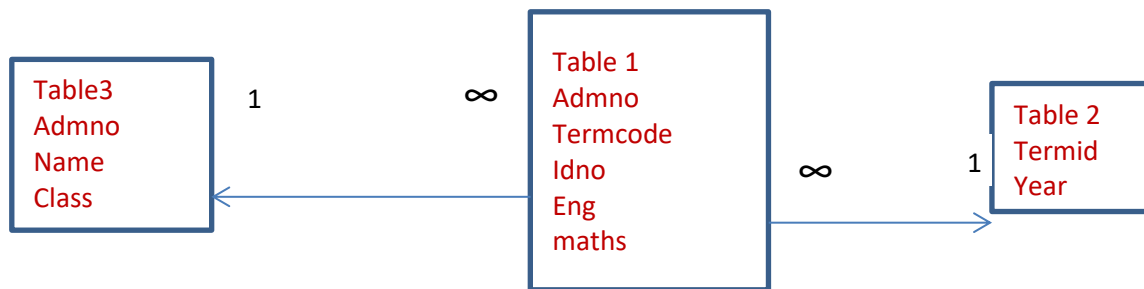 Table3
Admno
Name
Class
1
∞
Table 1
Admno
Termcode
Idno
Eng
maths
∞
1
Table 2
Termid
Year